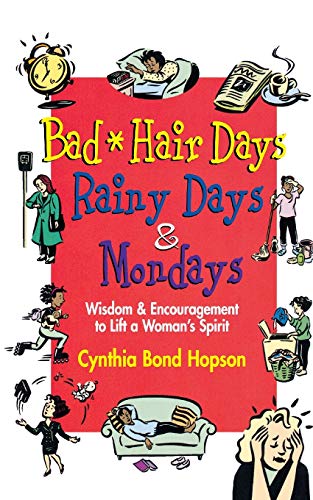 Bad * Hair Days
Rainy Days
&
Mondays
Wisdom & Encouragement
to Lift a Woman's Spirit
Cynthia Bond Hopson